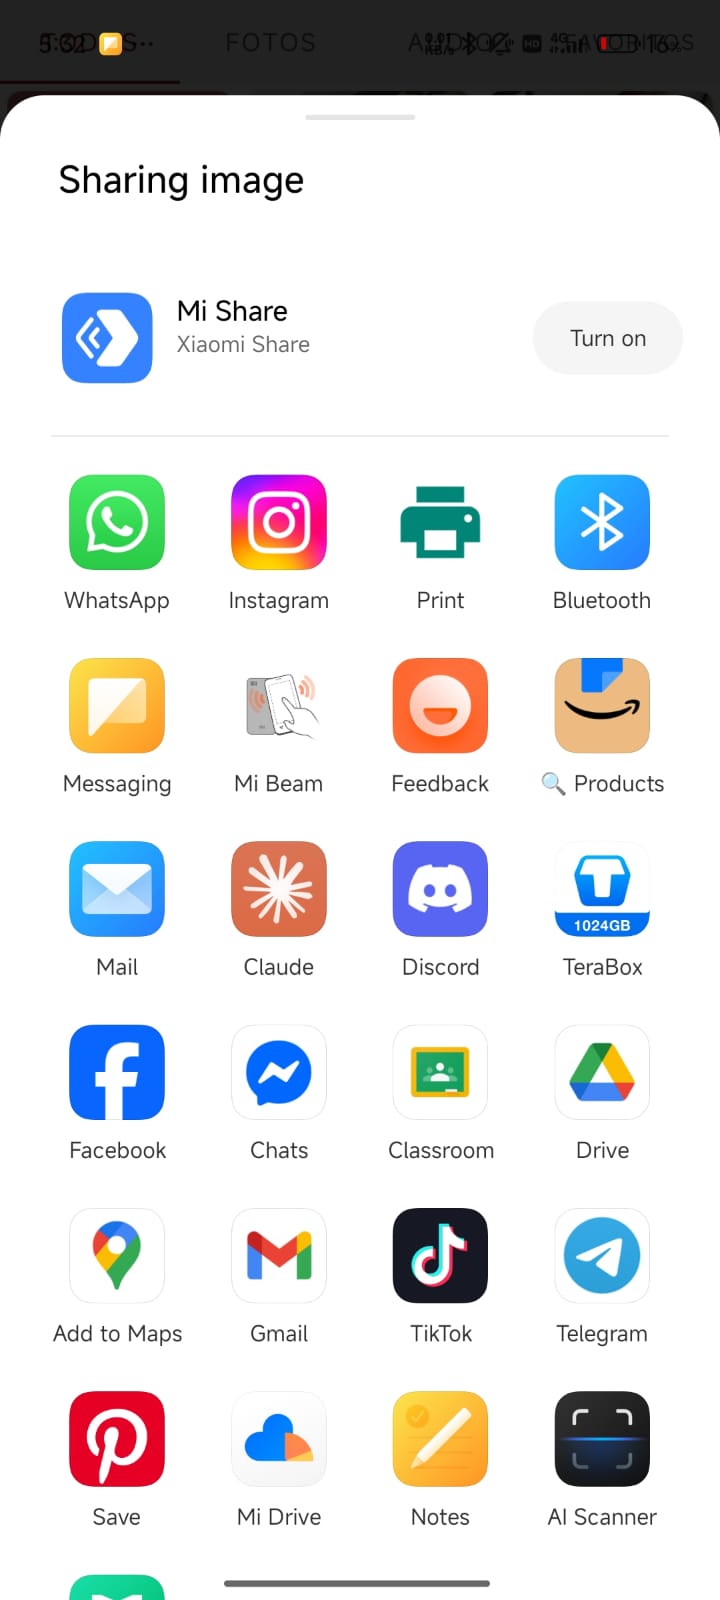 5:32
FOTOS
FAVORITOS
Sharing image
Mi Share
Xiaomi Share
Turn on
WhatsApp
Instagram
Print
Bluetooth
Messaging
Mi Beam
Feedback
Products
Mail
Claude
Discord
1024GB
TeraBox
Facebook
Chats
Classroom
Drive
Add to Maps
Gmail
TikTok
Telegram
Save
Mi Drive
Notes
AI Scanner